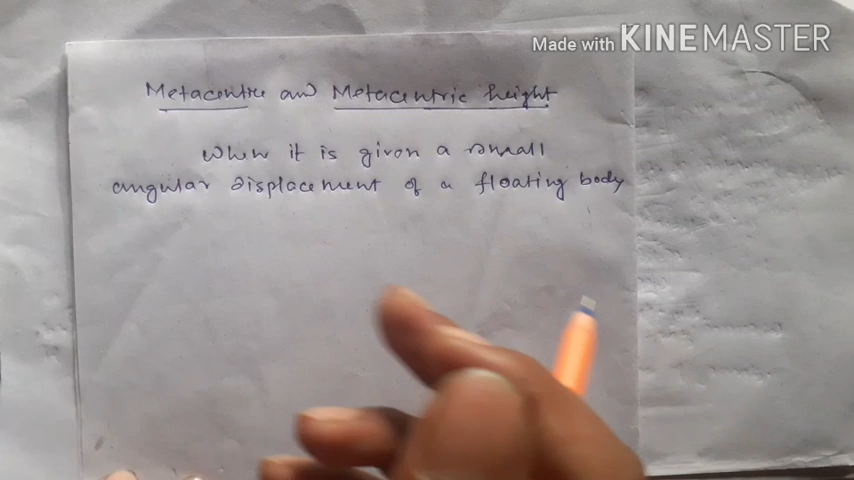 Made with KINEMASTER
Metacentre and Metacentric height
When it is given a small
angular displacement of a floating body